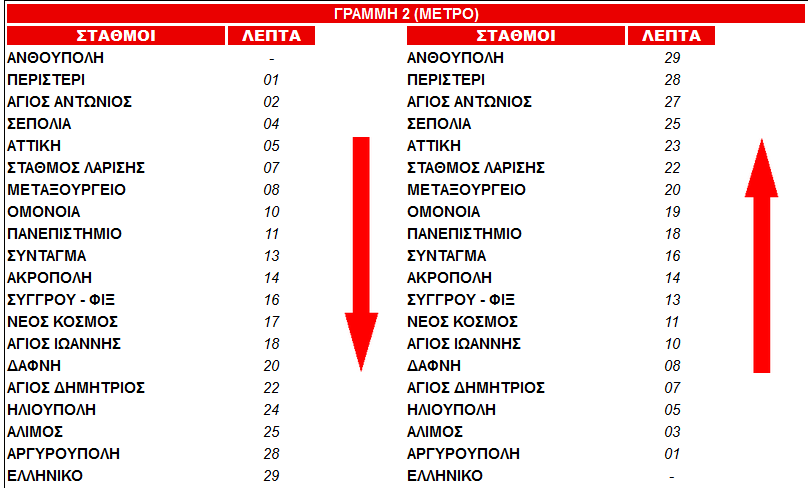 ΓΡΑΜΜΗ 2 (ΜΕΤΡΟ)
ΣΤΑΘΜΟΙ ΛΕΠΤΑ ΣΤΑΘΜΟΙ ΛΕΠΤΑ
ΑΝΘΟΥΠΟΛΗ - ΑΝΘΟΥΠΟΛΗ 29
ΠΕΡΙΣΤΕΡΙ 01 ΠΕΡΙΣΤΕΡΙ 28
ΑΓΙΟΣ ΑΝΤΩΝΙΟΣ 02 ΑΓΙΟΣ ΑΝΤΩΝΙΟΣ 27
ΣΕΠΟΛΙΑ 04 ΣΕΠΟΛΙΑ 25
ΑΤΤΙΚΗ 05 ΑΤΤΙΚΗ 23
ΣΤΑΘΜΟΣ ΛΑΡΙΣΗΣ 07 ΣΤΑΘΜΟΣ ΛΑΡΙΣΗΣ 22
ΜΕΤΑΞΟΥΡΓΕΙΟ 08 ΜΕΤΑΞΟΥΡΓΕΙΟ 20
ΟΜΟΝΟΙΑ 10 ΟΜΟΝΟΙΑ 19
ΠΑΝΕΠΙΣΤΗΜΙΟ 11 ΠΑΝΕΠΙΣΤΗΜΙΟ 18
ΣΥΝΤΑΓΜΑ 13 ΣΥΝΤΑΓΜΑ 16
ΑΚΡΟΠΟΛΗ 14 ΑΚΡΟΠΟΛΗ 14
ΣΥΓΓΡΟΥ - ΦΙΞ 16 ΣΥΓΓΡΟΥ - ΦΙΞ 13
ΝΕΟΣ ΚΟΣΜΟΣ 17 ΝΕΟΣ ΚΟΣΜΟΣ 11
ΑΓΙΟΣ ΙΩΑΝΝΗΣ 18 ΑΓΙΟΣ ΙΩΑΝΝΗΣ 10
ΔΑΦΝΗ 20 ΔΑΦΝΗ 08
ΑΓΙΟΣ ΔΗΜΗΤΡΙΟΣ 22 ΑΓΙΟΣ ΔΗΜΗΤΡΙΟΣ 07
ΗΛΙΟΥΠΟΛΗ 24 ΗΛΙΟΥΠΟΛΗ 05
ΑΛΙΜΟΣ 25 ΑΛΙΜΟΣ 03
ΑΡΓΥΡΟΥΠΟΛΗ 28 ΑΡΓΥΡΟΥΠΟΛΗ 01
ΕΛΛΗΝΙΚΟ 29 ΕΛΛΗΝΙΚΟ -